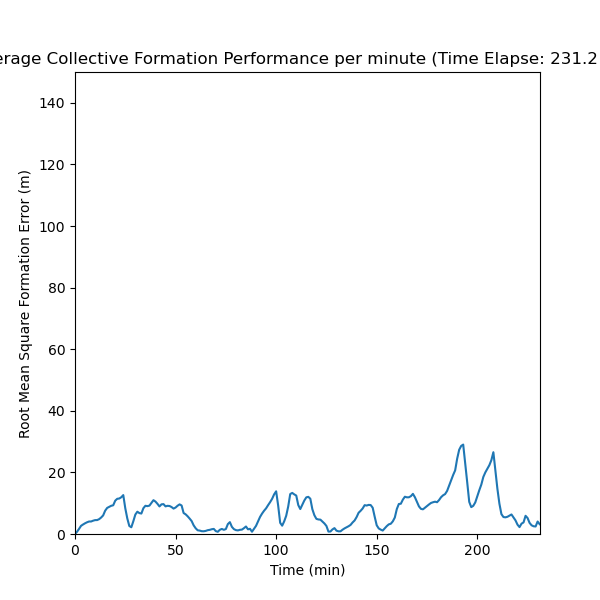 erage Collective Formation Performance per minute (Time Elapse: 231.2
140
120
100
80
60
40
20
0
Root Mean Square Formation Error (m)
0 50 100 150 200
Time (min)